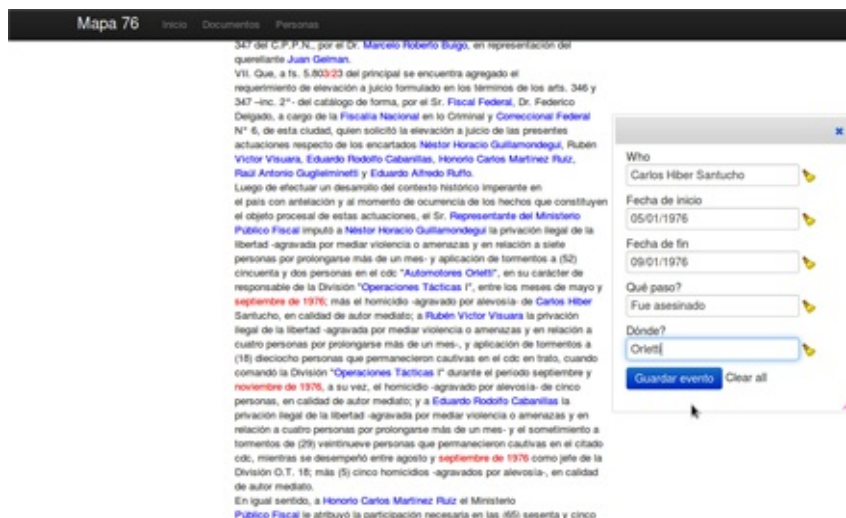 Mapa 76 Inicio Documentos Personas
347 del C.P.P.N., por el Dr. Marcelo Roberto Buigo, en representación del
querellante Juan Gelman.
VII. Que, a fs. 5.803/23 del principal se encuentra agregado el
requerimiento de elevación a juicio formulado en los términos de los arts. 346 y
347 –inc. 2°- del catálogo de forma, por el Sr. Fiscal Federal, Dr. Federico
Delgado, a cargo de la Fiscalía Nacional en lo Criminal y Correccional Federal
N° 6, de esta ciudad, quien solicitó la elevación a juicio de las presentes
actuaciones respecto de los encartados Néstor Horacio Guillamondegui, Rubén
Victor Visuara, Eduardo Rodolfo Cabanillas, Honorio Carlos Martínez Ruiz,
Raúl Antonio Guglielminetti y Eduardo Alfredo Ruffo.
Luego de efectuar un desarrollo del contexto histórico imperante en
el país con antelación y al momento de ocurrencia de los hechos que constituyen
el objeto procesal de estas actuaciones, el Sr. Representante del Ministerio
Público Fiscal imputó a Néstor Horacio Guillamondegui la privación ilegal de la
libertad -agravada por mediar violencia o amenazas y en relación a siete
personas por prolongarse más de un mes- y aplicación de tormentos a (52)
cincuenta y dos personas en el cdc "Automotores Orletti", en su carácter de
responsable de la División "Operaciones Tácticas I", entre los meses de mayo y
septiembre de 1976; más el homicidio -agravado por alevosía- de Carlos Hiber
Santucho, en calidad de autor mediato; a Rubén Victor Visuara la privación
ilegal de la libertad -agravada por mediar violencia o amenazas y en relación a
cuatro personas por prolongarse más de un mes-, y aplicación de tormentos a
(18) dieciocho personas que permanecieron cautivas en el cdc en trato, cuando
comandó la División "Operaciones Tácticas I" durante el período septiembre y
noviembre de 1976, a su vez, el homicidio -agravado por alevosía- de cinco
personas, en calidad de autor mediato; y a Eduardo Rodolfo Cabanillas la
privación ilegal de la libertad -agravada por mediar violencia o amenazas y en
relación a cuatro personas por prolongarse más de un mes- y el sometimiento a
tormentos de (29) veintinueve personas que permanecieron cautivas en el citado
cdc, mientras se desempeñó entre agosto y septiembre de 1976 como jefe de la
División O.T. 18; más (5) cinco homicidios -agravados por alevosía-, en calidad
de autor mediato.
En igual sentido, a Honorio Carlos Martínez Ruiz el Ministerio
Público Fiscal le atribuyó la participación necesaria en las (65) sesenta y cinco
Who
Carlos Hiber Santucho
Fecha de inicio
05/01/1976
Fecha de fin
09/01/1976
Qué paso?
Fue asesinado
Dónde?
Orletti
Guardar evento Clear all